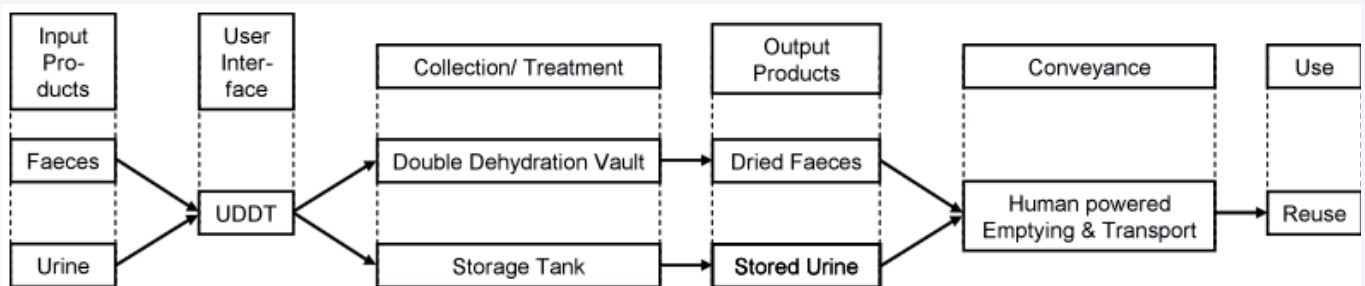 Input
Pro-
ducts
User
Inter-
face
Collection/ Treatment
Output
Products
Conveyance
Use
Faeces
Double Dehydration Vault
Dried Faeces
UDDT
Human powered
Emptying & Transport
Reuse
Urine
Storage Tank
Stored Urine